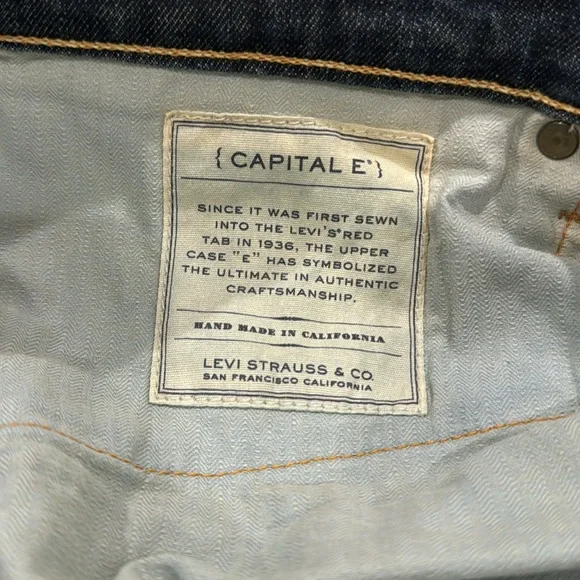 { CAPITAL E® }
SINCE IT WAS FIRST SEWN
INTO THE LEVI'S® RED
TAB IN 1936, THE UPPER
CASE "E" HAS SYMBOLIZED
THE ULTIMATE IN AUTHENTIC
CRAFTSMANSHIP.
HAND MADE IN CALIFORNIA
LEVI STRAUSS & CO.
SAN FRANCISCO CALIFORNIA